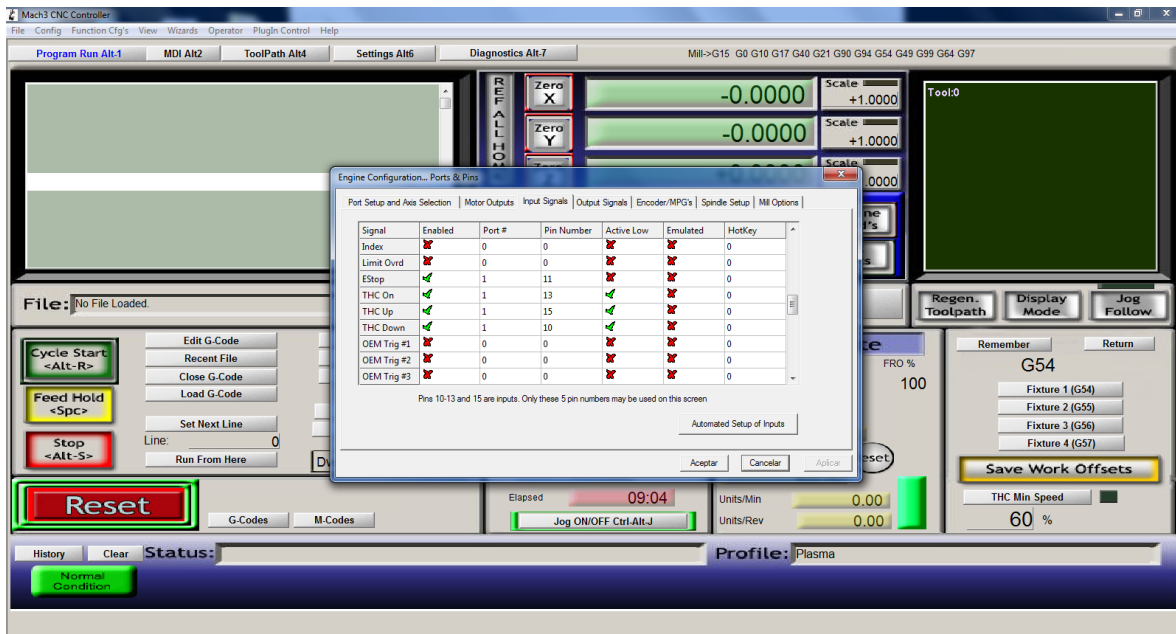 Mach3 CNC Controller
File Config Function Cfg's View Wizards Operator PlugIn Control Help
Program Run Alt-1 MDI Alt2 ToolPath Alt4 Settings Alt6 Diagnostics Alt-7 Mill->G15 G0 G10 G17 G40 G21 G90 G94 G54 G49 G99 G64 G97
REF ALL HOME
Zero X -0.0000 Scale +1.0000
Zero Y -0.0000 Scale +1.0000
Scale
Tool:0
Engine Configuration... Ports & Pins
Port Setup and Axis Selection Motor Outputs Input Signals Output Signals Encoder/MPG's Spindle Setup Mill Options
Signal Enabled Port # Pin Number Active Low Emulated HotKey
Index 0 0 0
Limit Ovrd 0 0 0
EStop 1 11 0
THC On 1 13 0
THC Up 1 15 0
THC Down 1 10 0
OEM Trig #1 0 0 0
OEM Trig #2 0 0 0
OEM Trig #3 0 0 0
Pins 10-13 and 15 are inputs. Only these 5 pin numbers may be used on this screen
Automated Setup of Inputs
Aceptar Cancelar Aplicar
File: No File Loaded.
Regen. Toolpath Display Mode Jog Follow
Cycle Start <Alt-R>
Feed Hold <Spc>
Stop <Alt-S>
Edit G-Code
Recent File
Close G-Code
Load G-Code
Set Next Line
Line: 0
Run From Here
FRO %
100
Remember Return
G54
Fixture 1 (G54)
Fixture 2 (G55)
Fixture 3 (G56)
Fixture 4 (G57)
Save Work Offsets
THC Min Speed
60 %
Reset
G-Codes M-Codes
Elapsed 09:04
Jog ON/OFF Ctrl-Alt-J
Units/Min 0.00
Units/Rev 0.00
History Clear Status:
Profile: Plasma
Normal Condition